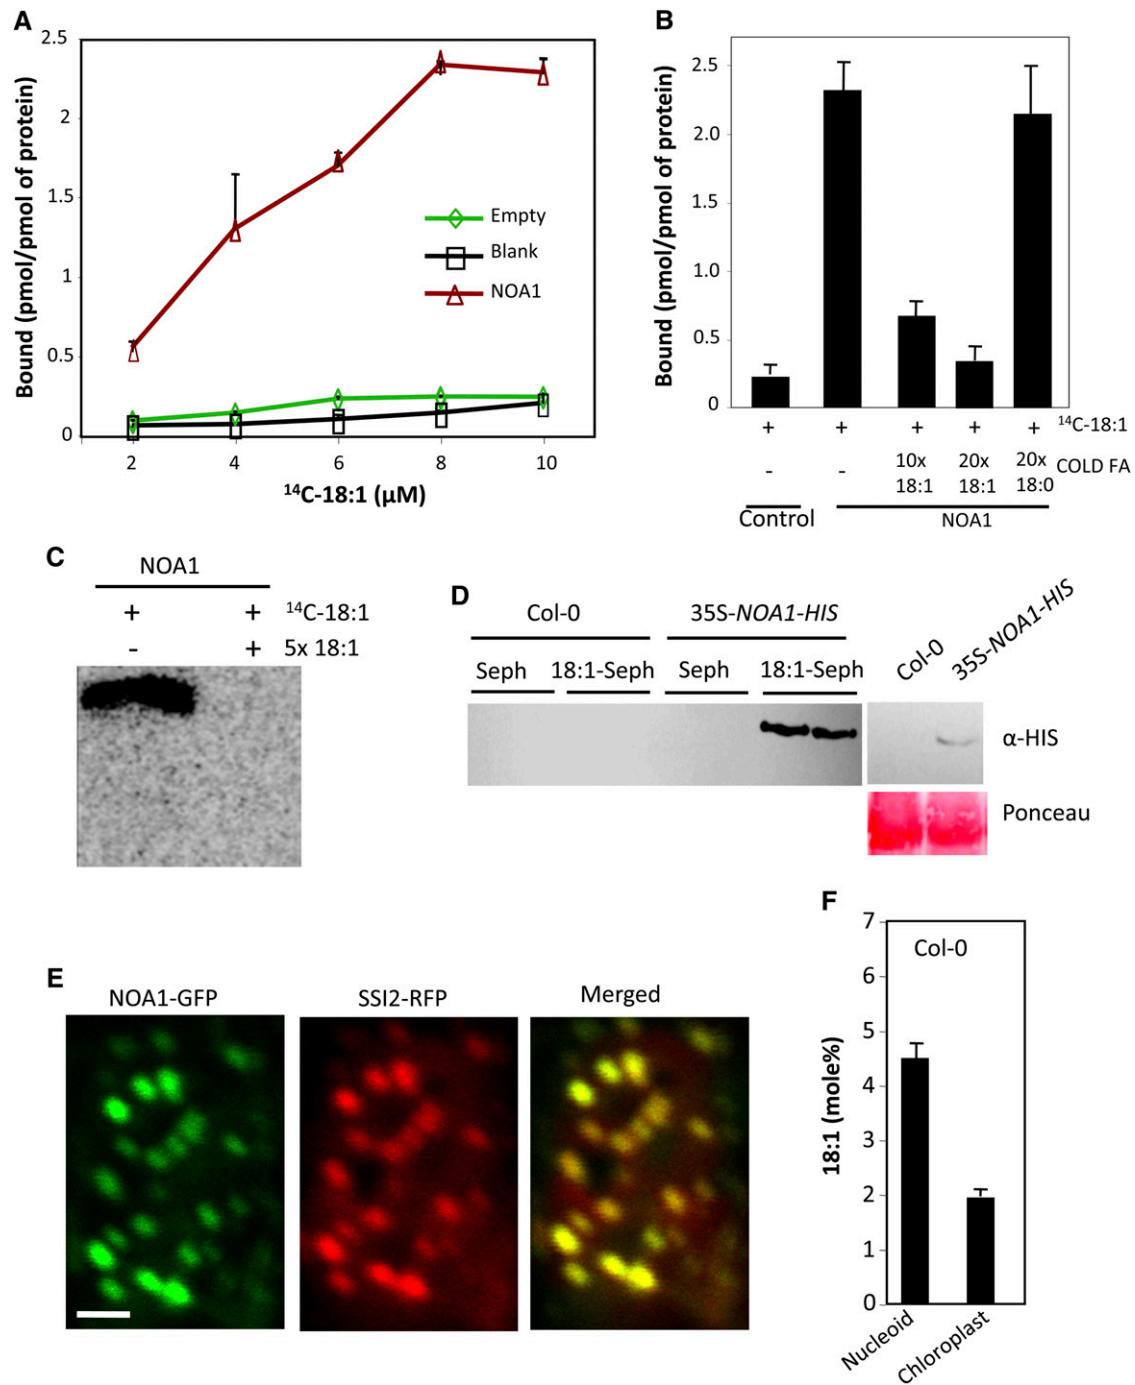 A
Bound (pmol/pmol of protein)
2.5
2
1.5
1
0.5
0
Empty
Blank
NOA1
2 4 6 8 10
¹⁴C-18:1 (µM)
B
Bound (pmol/pmol of protein)
2.5
2.0
1.5
1.0
0.5
0
+ + + + + ¹⁴C-18:1
- - 10x 20x 20x COLD FA
18:1 18:1 18:0
Control NOA1
C
NOA1
+ + ¹⁴C-18:1
- + 5x 18:1
D
Col-0 35S-NOA1-HIS
Seph 18:1-Seph Seph 18:1-Seph
Col-0
35S-NOA1-HIS
α-HIS
Ponceau
E
NOA1-GFP SSI2-RFP Merged
F
Col-0
18:1 (mole%)
7
6
5
4
3
2
1
0
Nucleoid
Chloroplast